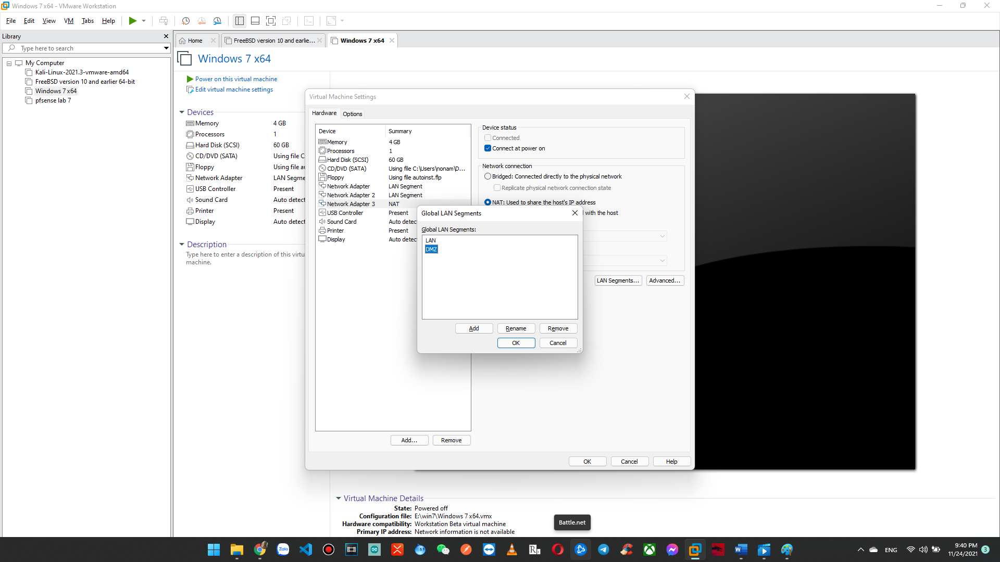 Windows 7 x64 - VMware Workstation
File Edit View VM Tabs Help
Library
Type here to search
My Computer
Kali-Linux-2021.3-vmware-amd64
FreeBSD version 10 and earlier 64-bit
Windows 7 x64
pfsense lab 7
Home
FreeBSD version 10 and earlie...
Windows 7 x64
Windows 7 x64
Power on this virtual machine
Edit virtual machine settings
Devices
Memory 4 GB
Processors 1
Hard Disk (SCSI) 60 GB
CD/DVD (SATA) Using file C
Floppy Using file au
Network Adapter LAN Segme
USB Controller Present
Sound Card Auto detect
Printer Present
Display Auto detect
Description
Type here to enter a description of this virtu
machine.
Virtual Machine Settings
Hardware Options
Device Summary
Memory 4 GB
Processors 1
Hard Disk (SCSI) 60 GB
CD/DVD (SATA) Using file C:\Users\nonam\D...
Floppy Using file autoinst.flp
Network Adapter LAN Segment
Network Adapter 2 LAN Segment
Network Adapter 3 NAT
USB Controller Present
Sound Card Auto detec
Printer Present
Display Auto detec
Add... Remove
Device status
Connected
Connect at power on
Network connection
Bridged: Connected directly to the physical network
Replicate physical network connection state
NAT: Used to share the host's IP address
with the host
LAN Segments... Advanced...
OK Cancel Help
Global LAN Segments
Global LAN Segments:
LAN
DMZ
Add Rename Remove
OK Cancel
Virtual Machine Details
State: Powered off
Configuration file: E:\win7\Windows 7 x64.vmx
Hardware compatibility: Workstation Beta virtual machine
Primary IP address: Network information is not available
Battle.net
Zalo
ENG
9:40 PM
11/24/2021
3